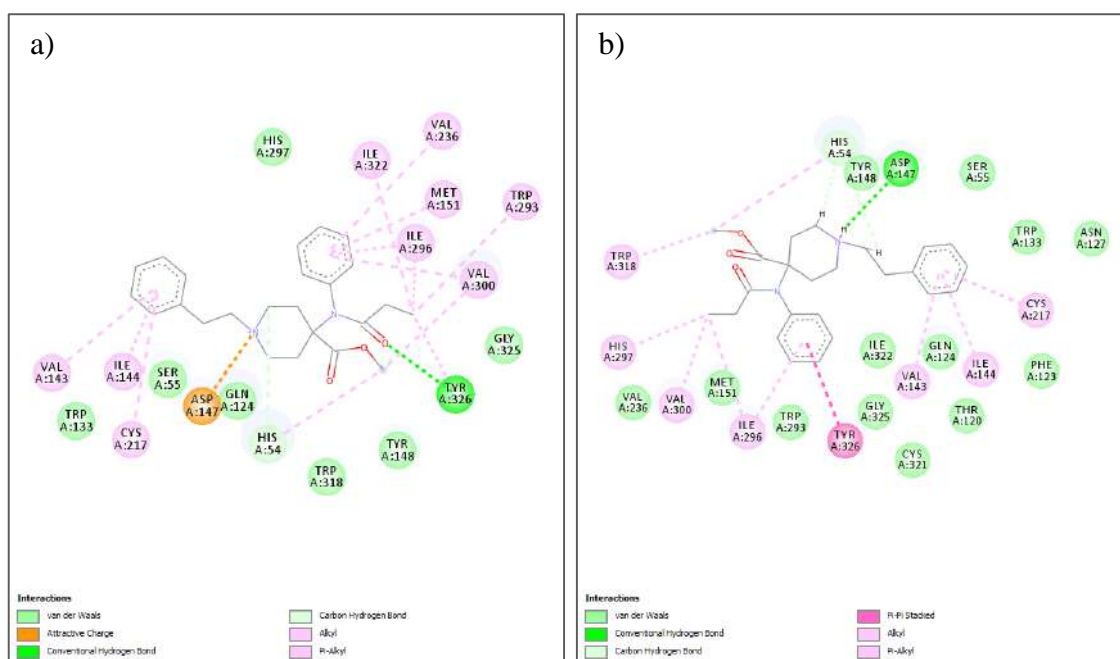 a)
VAL
A:236
HIS
A:297
ILE
A:322
MET
A:151
TRP
A:293
ILE
A:296
VAL
A:300
N
N
O
O
O
GLY
A:325
VAL
A:143
ILE
A:144
SER
A:55
ASP
A:147
GLN
A:124
TYR
A:326
TRP
A:133
CYS
A:217
HIS
A:54
TYR
A:148
TRP
A:318
Interactions
van der Waals
Attractive Charge
Conventional Hydrogen Bond
Carbon Hydrogen Bond
Alkyl
Pi-Alkyl
b)
HIS
A:54
TYR
A:148
ASP
A:147
SER
A:55
H
H
H
N
O
O
O
N
TRP
A:133
ASN
A:127
TRP
A:318
CYS
A:217
HIS
A:297
ILE
A:322
GLN
A:124
VAL
A:143
ILE
A:144
PHE
A:123
VAL
A:236
VAL
A:300
MET
A:151
ILE
A:296
TRP
A:293
GLY
A:325
THR
A:120
TYR
A:326
CYS
A:321
Interactions
van der Waals
Conventional Hydrogen Bond
Carbon Hydrogen Bond
Pi-Pi Stacked
Alkyl
Pi-Alkyl